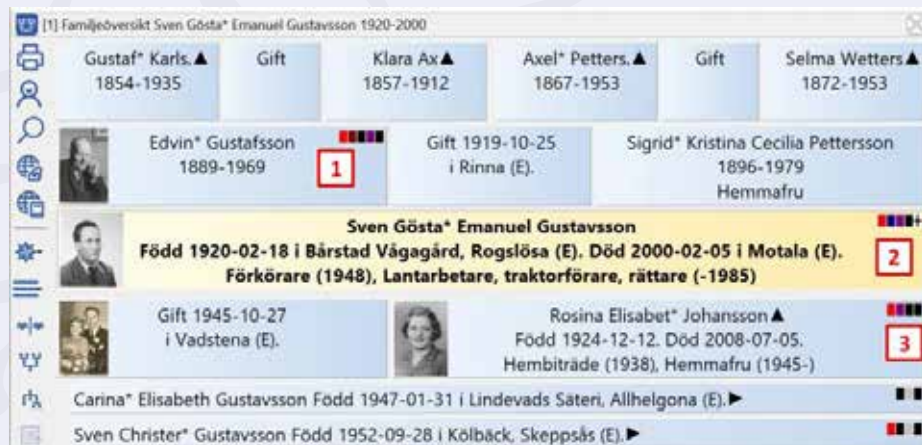 [1] Familjeöversikt Sven Gösta* Emanuel Gustavsson 1920-2000
Gustaf* Karls.▲ Gift Klara Ax▲ Axel* Petters.▲ Gift Selma Wetters▲
1854-1935 1857-1912 1867-1953 1872-1953
Edvin* Gustafsson Gift 1919-10-25 Sigrid* Kristina Cecilia Pettersson
1889-1969 1 i Rinna (E). 1896-1979
Hemmafru
Sven Gösta* Emanuel Gustavsson
Född 1920-02-18 i Bårstad Vågagård, Rogslösa (E). Död 2000-02-05 i Motala (E). 2
Förkörare (1948), Lantarbetare, traktorförare, rättare (-1985)
Gift 1945-10-27 Rosina Elisabet* Johansson▲
i Vadstena (E). Född 1924-12-12. Död 2008-07-05. 3
Hembiträde (1938), Hemmafru (1945-)
Carina* Elisabeth Gustavsson Född 1947-01-31 i Lindevads Säteri, Allhelgona (E).►
Sven Christer* Gustavsson Född 1952-09-28 i Kölbäck, Skeppsås (E).►